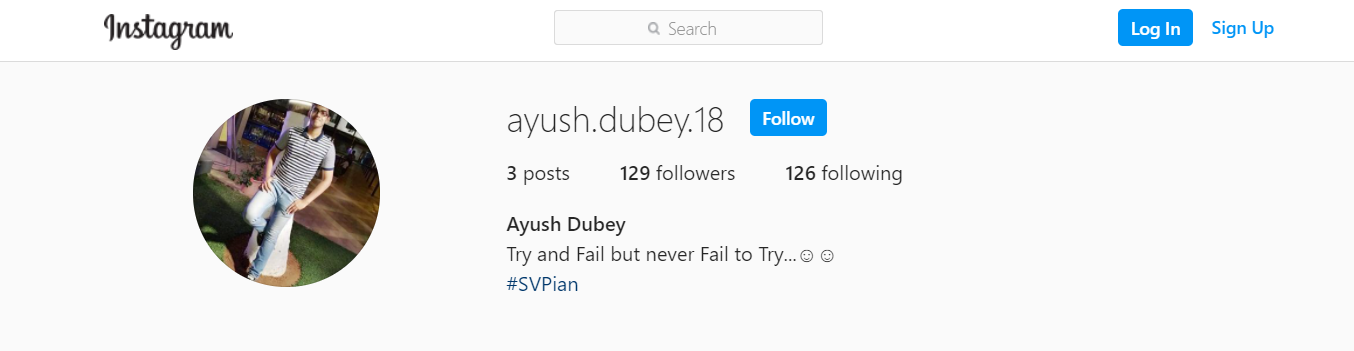 Instagram
Search
Log In
Sign Up
ayush.dubey.18
Follow
3 posts 129 followers 126 following
Ayush Dubey
Try and Fail but never Fail to Try...☺☺
#SVPian